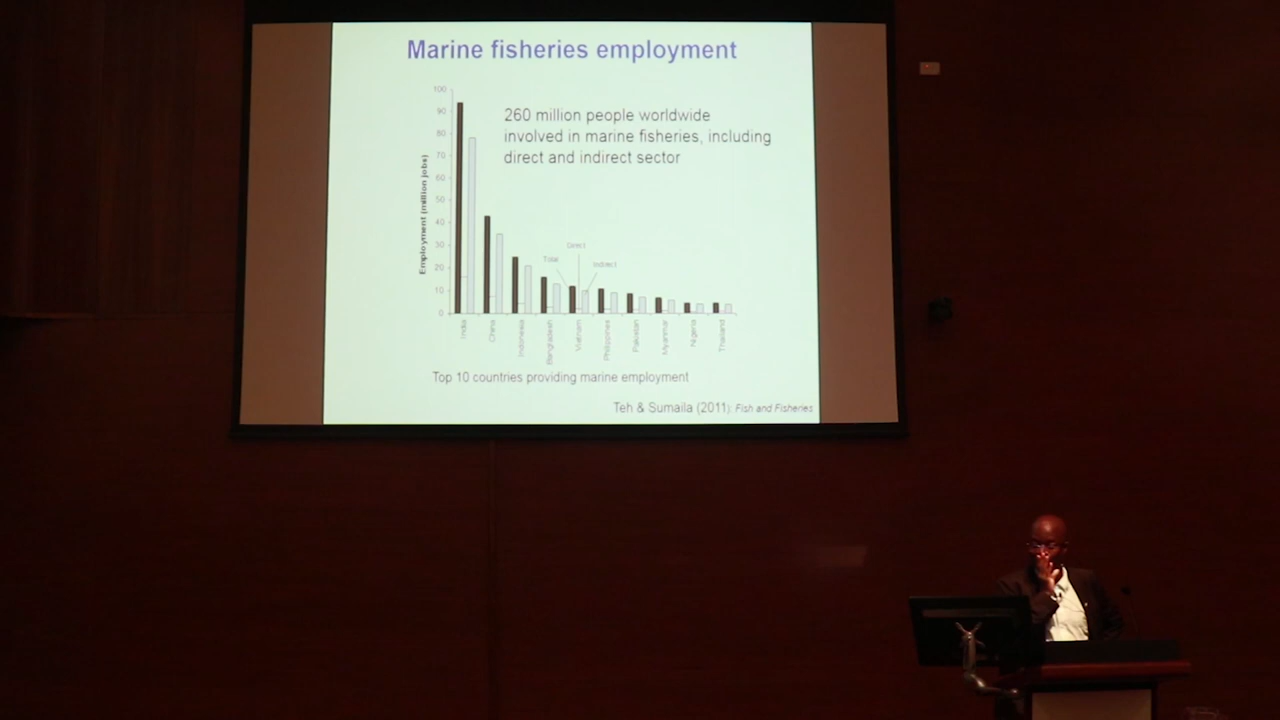 Marine fisheries employment
260 million people worldwide
involved in marine fisheries, including
direct and indirect sector
Employment (million jobs)
100
90
80
70
60
50
40
30
20
10
0
Total
Direct
Indirect
India
China
Indonesia
Bangladesh
Vietnam
Philippines
Pakistan
Myanmar
Nigeria
Thailand
Top 10 countries providing marine employment
Teh & Sumaila (2011): Fish and Fisheries